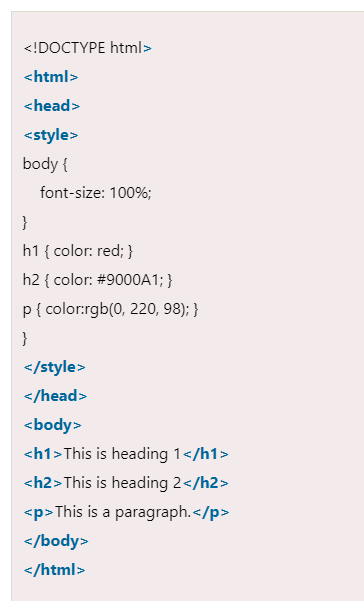 <!DOCTYPE html>
<html>
<head>
<style>
body {
    font-size: 100%;
}
h1 { color: red; }
h2 { color: #9000A1; }
p { color:rgb(0, 220, 98); }
}
</style>
</head>
<body>
<h1>This is heading 1</h1>
<h2>This is heading 2</h2>
<p>This is a paragraph.</p>
</body>
</html>